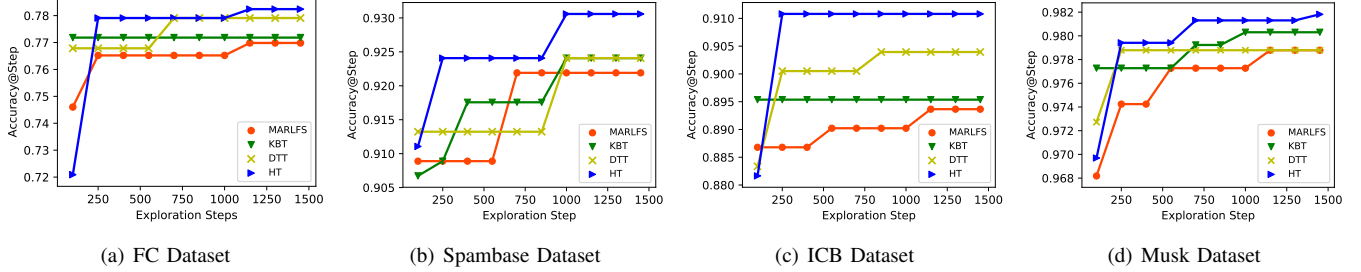 Accuracy@Step
0.78
0.77
0.76
0.75
0.74
0.73
0.72
250 500 750 1000 1250 1500
Exploration Steps
MARLFS
KBT
DTT
HT
(a) FC Dataset
Accuracy@Step
0.930
0.925
0.920
0.915
0.910
0.905
250 500 750 1000 1250 1500
Exploration Step
MARLFS
KBT
DTT
HT
(b) Spambase Dataset
Accuracy@Step
0.910
0.905
0.900
0.895
0.890
0.885
0.880
250 500 750 1000 1250 1500
Exploration Step
MARLFS
KBT
DTT
HT
(c) ICB Dataset
Accuracy@Step
0.982
0.980
0.976
0.974
0.970
0.968
250 500 750 1000 1250 1500
Exploration Step
MARLFS
KBT
DTT
HT
(d) Musk Dataset